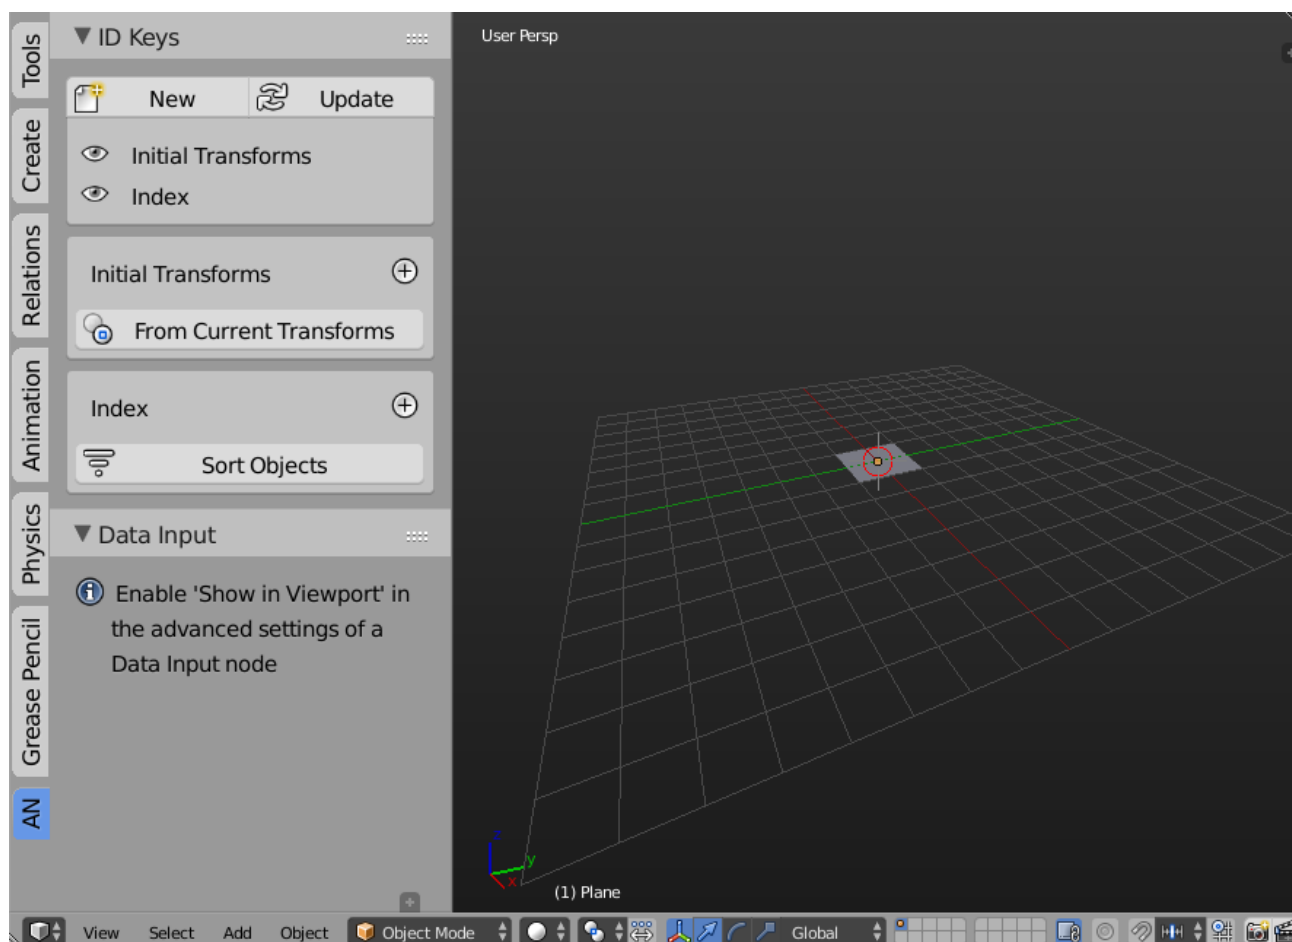 Tools
Create
Relations
Animation
Physics
Grease Pencil
AN
ID Keys
New Update
Initial Transforms
Index
Initial Transforms
From Current Transforms
Index
Sort Objects
Data Input
Enable 'Show in Viewport' in
the advanced settings of a
Data Input node
User Persp
z
y
x
(1) Plane
View Select Add Object Object Mode Global